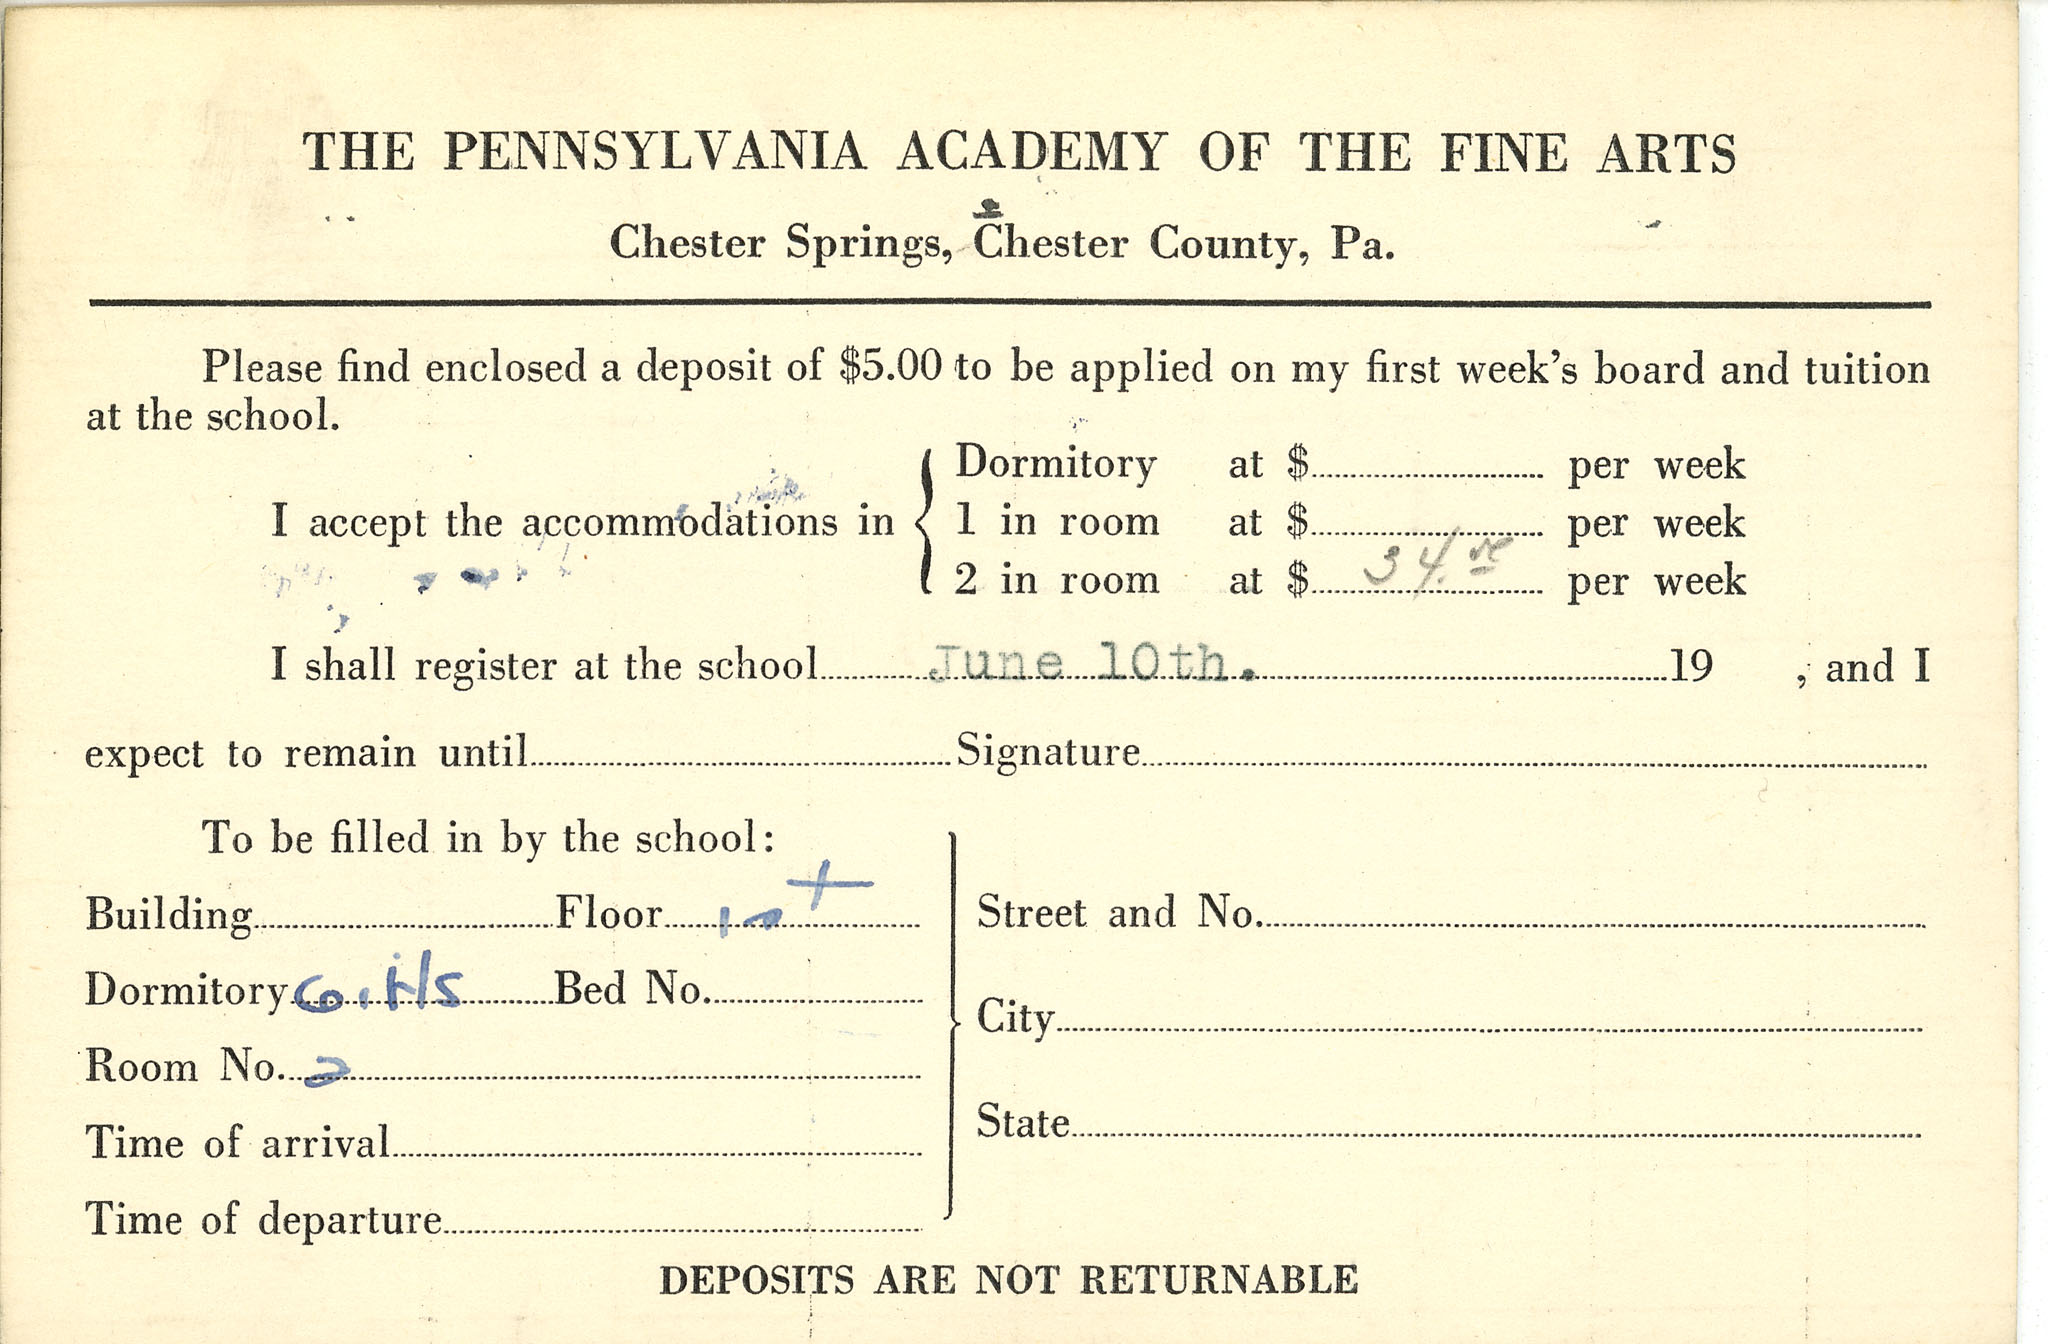 THE PENNSYLVANIA ACADEMY OF THE FINE ARTS
Chester Springs, Chester County, Pa.
Please find enclosed a deposit of $5.00 to be applied on my first week's board and tuition
at the school.
I accept the accommodations in
Dormitory at $ per week
1 in room at $ per week
2 in room at $ 34. per week
I shall register at the school June 10th. 19 , and I
expect to remain until Signature
To be filled in by the school:
Building Floor 1st
Dormitory Girls Bed No.
Room No. 2
Time of arrival
Time of departure
Street and No.
City
State
DEPOSITS ARE NOT RETURNABLE